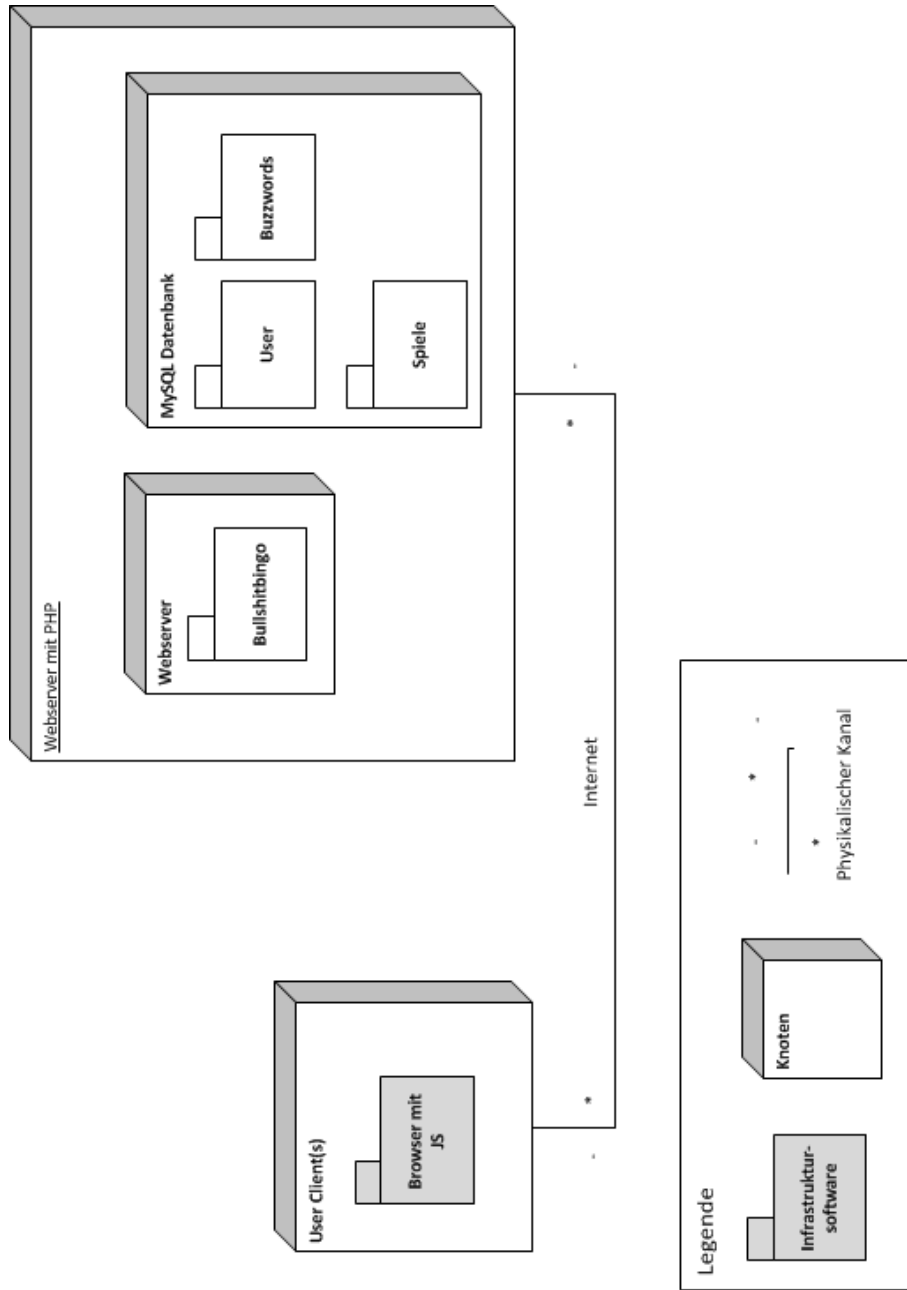 Webserver mit PHP
User Client(s)
Browser mit
JS
Webserver
Bullshitbingo
MySQL Datenbank
User
Buzzwords
Spiele
Internet
-
*
*
-
Legende
Infrastruktur-
software
Knoten
-
*
-
*
Physikalischer Kanal